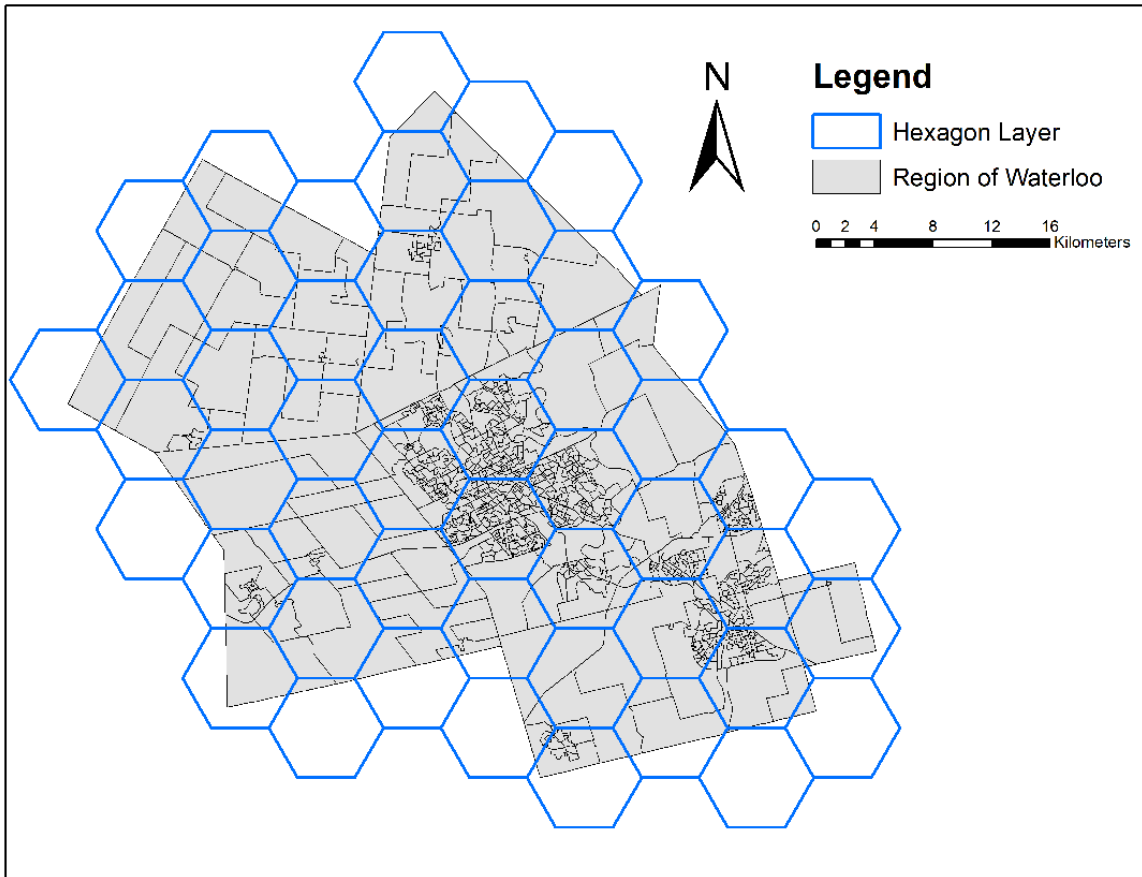 N
Legend
Hexagon Layer
Region of Waterloo
0 2 4 8 12 16
Kilometers